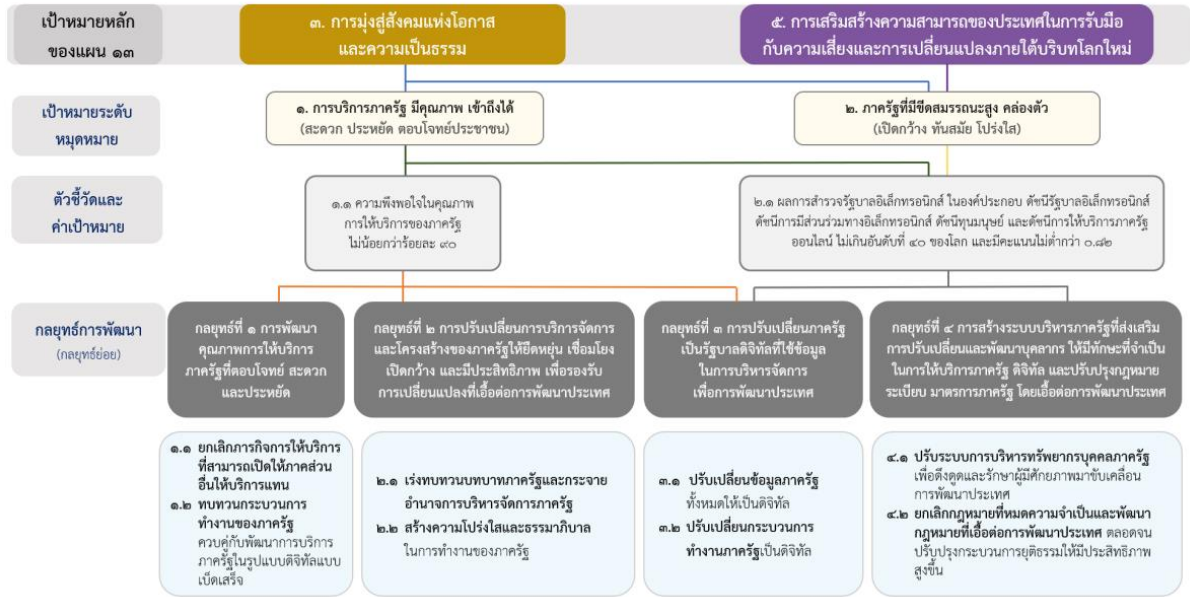 เป้าหมายหลัก
ของแผน ๑๓
๓. การมุ่งสู่สังคมแห่งโอกาส
และความเป็นธรรม
๕. การเสริมสร้างความสามารถของประเทศในการรับมือ
กับความเสี่ยงและการเปลี่ยนแปลงภายใต้บริบทโลกใหม่
เป้าหมายระดับ
หมุดหมาย
๑. การบริการภาครัฐ มีคุณภาพ เข้าถึงได้
(สะดวก ประหยัด ตอบโจทย์ประชาชน)
๒. ภาครัฐที่มีขีดสมรรถนะสูง คล่องตัว
(เปิดกว้าง ทันสมัย โปร่งใส)
ตัวชี้วัดและ
ค่าเป้าหมาย
๑.๑ ความพึงพอใจในคุณภาพ
การให้บริการของภาครัฐ
ไม่น้อยกว่าร้อยละ ๙๐
๒.๑ ผลการสำรวจรัฐบาลอิเล็กทรอนิกส์ ในองค์ประกอบ ดัชนีรัฐบาลอิเล็กทรอนิกส์
ดัชนีการมีส่วนร่วมทางอิเล็กทรอนิกส์ ดัชนีทุนมนุษย์ และดัชนีการให้บริการภาครัฐ
ออนไลน์ ไม่เกินอันดับที่ ๔๐ ของโลก และมีคะแนนไม่ต่ำกว่า ๐.๘๒
กลยุทธ์การพัฒนา
(กลยุทธ์ย่อย)
กลยุทธ์ที่ ๑ การพัฒนา
คุณภาพการให้บริการ
ภาครัฐที่ตอบโจทย์ สะดวก
และประหยัด
กลยุทธ์ที่ ๒ การปรับเปลี่ยนการบริหารจัดการ
และโครงสร้างของภาครัฐให้ยืดหยุ่น เชื่อมโยง
เปิดกว้าง และมีประสิทธิภาพ เพื่อรองรับ
การเปลี่ยนแปลงที่เอื้อต่อการพัฒนาประเทศ
กลยุทธ์ที่ ๓ การปรับเปลี่ยนภาครัฐ
เป็นรัฐบาลดิจิทัลที่ใช้ข้อมูล
ในการบริหารจัดการ
เพื่อการพัฒนาประเทศ
กลยุทธ์ที่ ๔ การสร้างระบบบริหารภาครัฐที่ส่งเสริม
การปรับเปลี่ยนและพัฒนาบุคลากร ให้มีทักษะที่จำเป็น
ในการให้บริการภาครัฐ ดิจิทัล และปรับปรุงกฎหมาย
ระเบียบ มาตรการภาครัฐ โดยเอื้อต่อการพัฒนาประเทศ
๑.๑ ยกเลิกภารกิจการให้บริการ
ที่สามารถเปิดให้ภาคส่วน
อื่นให้บริการแทน
๑.๒ ทบทวนกระบวนการ
ทำงานของภาครัฐ
ควบคู่กับพัฒนาการบริการ
ภาครัฐในรูปแบบดิจิทัลแบบ
เบ็ดเสร็จ
๒.๑ เร่งทบทวนบทบาทภาครัฐและกระจาย
อำนาจการบริหารจัดการภาครัฐ
๒.๒ สร้างความโปร่งใสและธรรมาภิบาล
ในการทำงานของภาครัฐ
๓.๑ ปรับเปลี่ยนข้อมูลภาครัฐ
ทั้งหมดให้เป็นดิจิทัล
๓.๒ ปรับเปลี่ยนกระบวนการ
ทำงานภาครัฐเป็นดิจิทัล
๔.๑ ปรับระบบการบริหารทรัพยากรบุคคลภาครัฐ
เพื่อดึงดูดและรักษาผู้มีศักยภาพมาขับเคลื่อน
การพัฒนาประเทศ
๔.๒ ยกเลิกกฎหมายที่หมดความจำเป็นและพัฒนา
กฎหมายที่เอื้อต่อการพัฒนาประเทศ ตลอดจน
ปรับปรุงกระบวนการยุติธรรมให้มีประสิทธิภาพ
สูงขึ้น